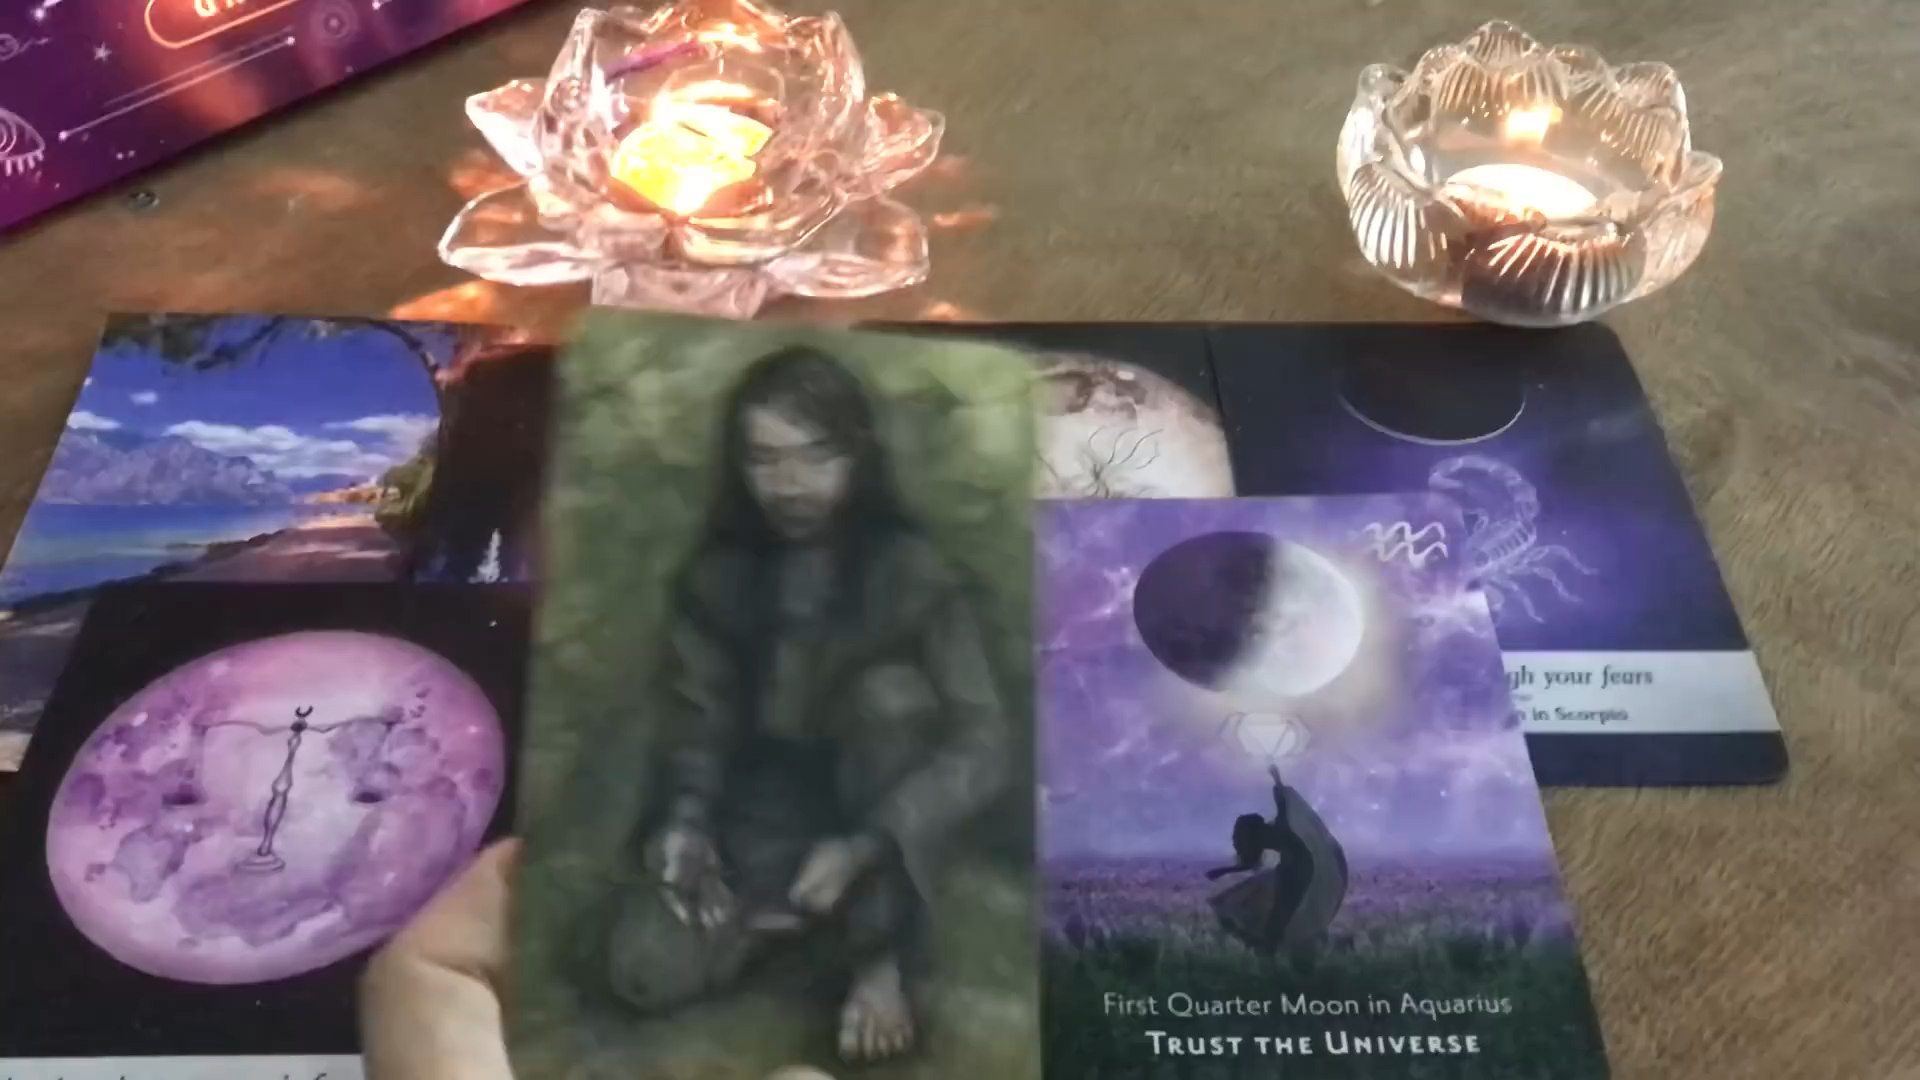 gh your fears
in Scorpio
First Quarter Moon in Aquarius
TRUST THE UNIVERSE